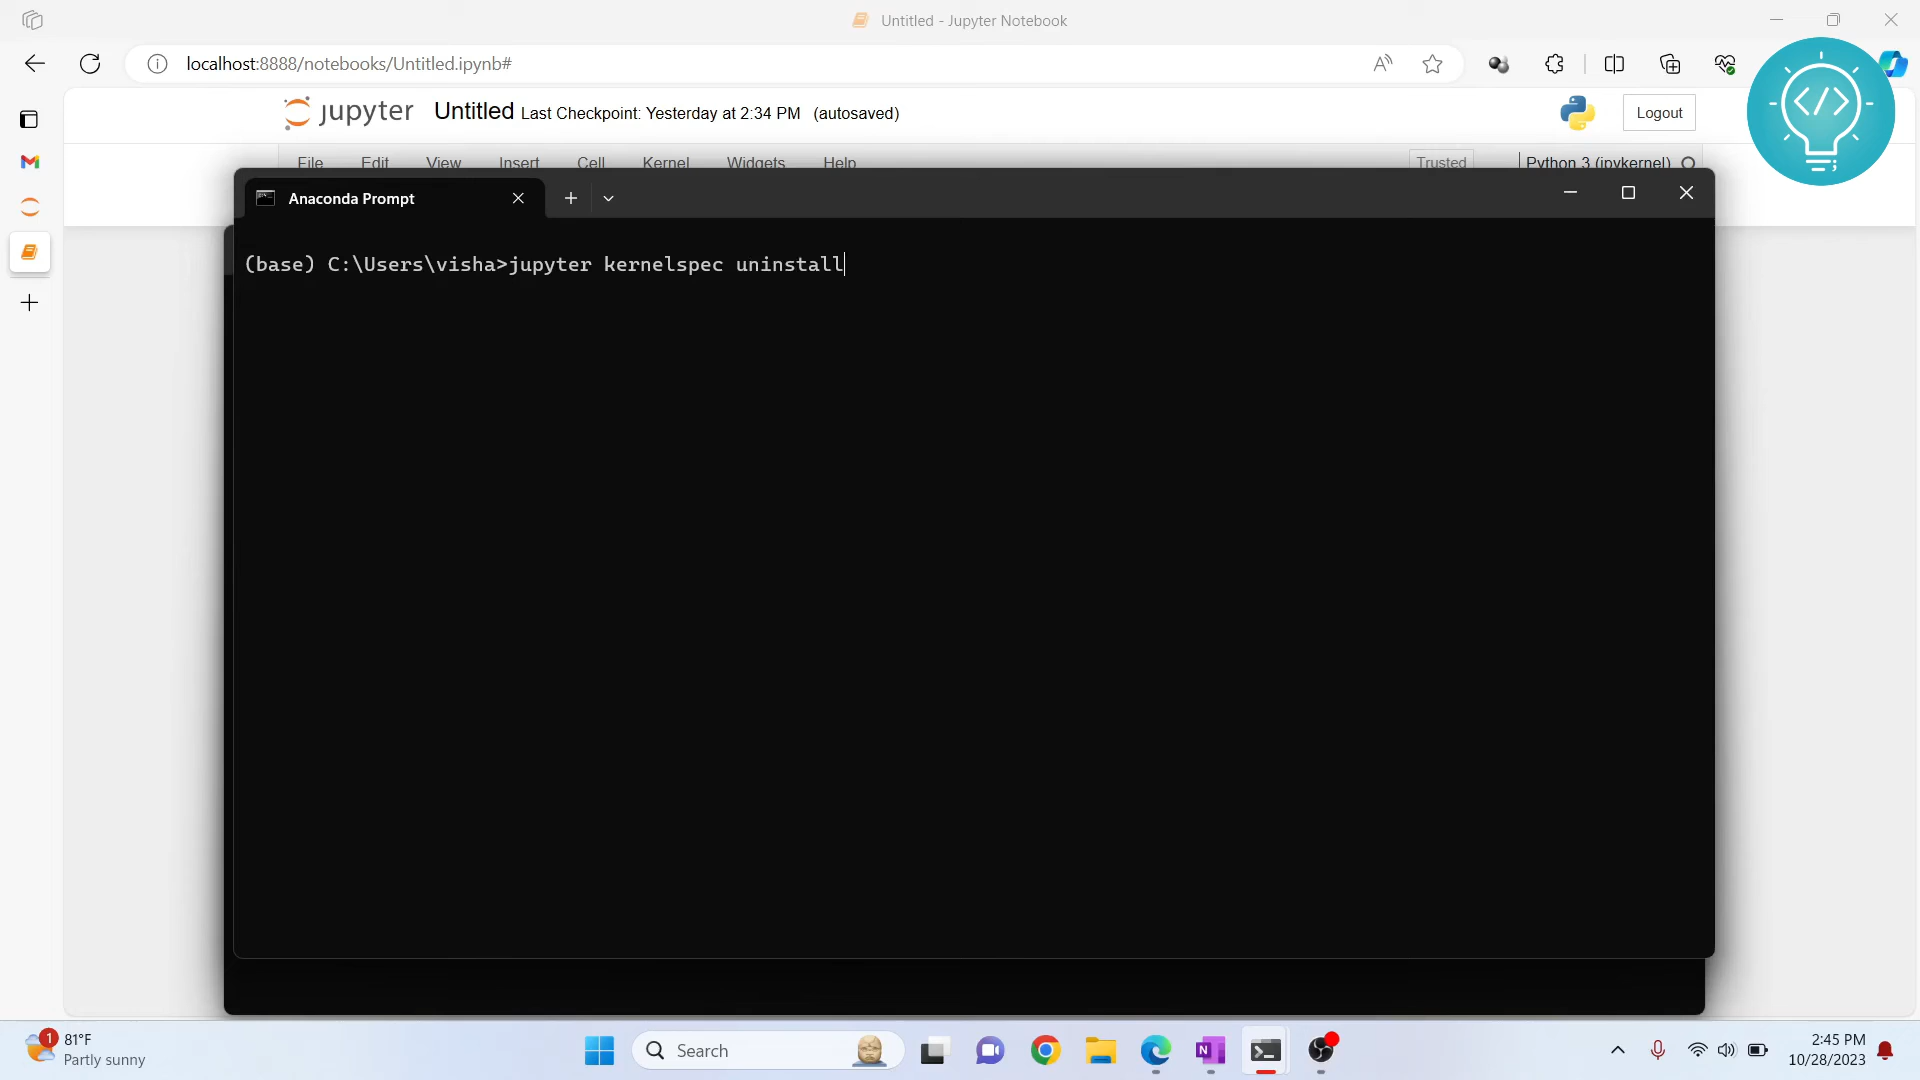 Untitled - Jupyter Notebook
localhost:8888/notebooks/Untitled.ipynb#
jupyter Untitled Last Checkpoint: Yesterday at 2:34 PM (autosaved)
Logout
File Edit View Insert Cell Kernel Widgets Help Trusted Python 3 (ipykernel)
Anaconda Prompt
(base) C:\Users\visha>jupyter kernelspec uninstall
1
81°F
Partly sunny
Search
2:45 PM
10/28/2023